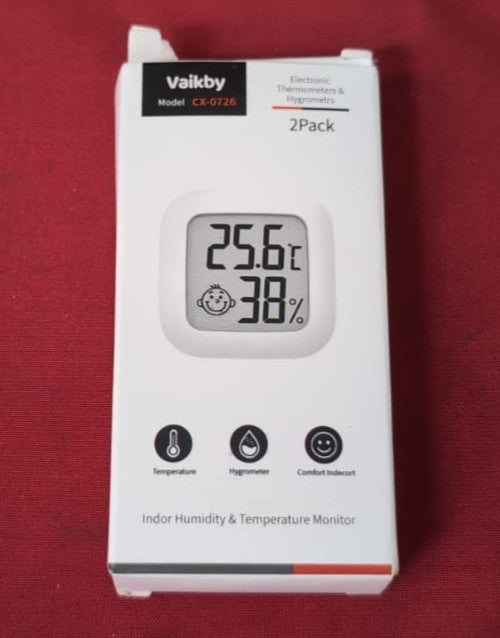 Vaikby
Model CX-0726
Electronic
Thermometers &
Hygrometrs
2Pack
25.6℃
38%
Temperature
Hygrometer
Comfort Indecort
Indor Humidity & Temperature Monitor